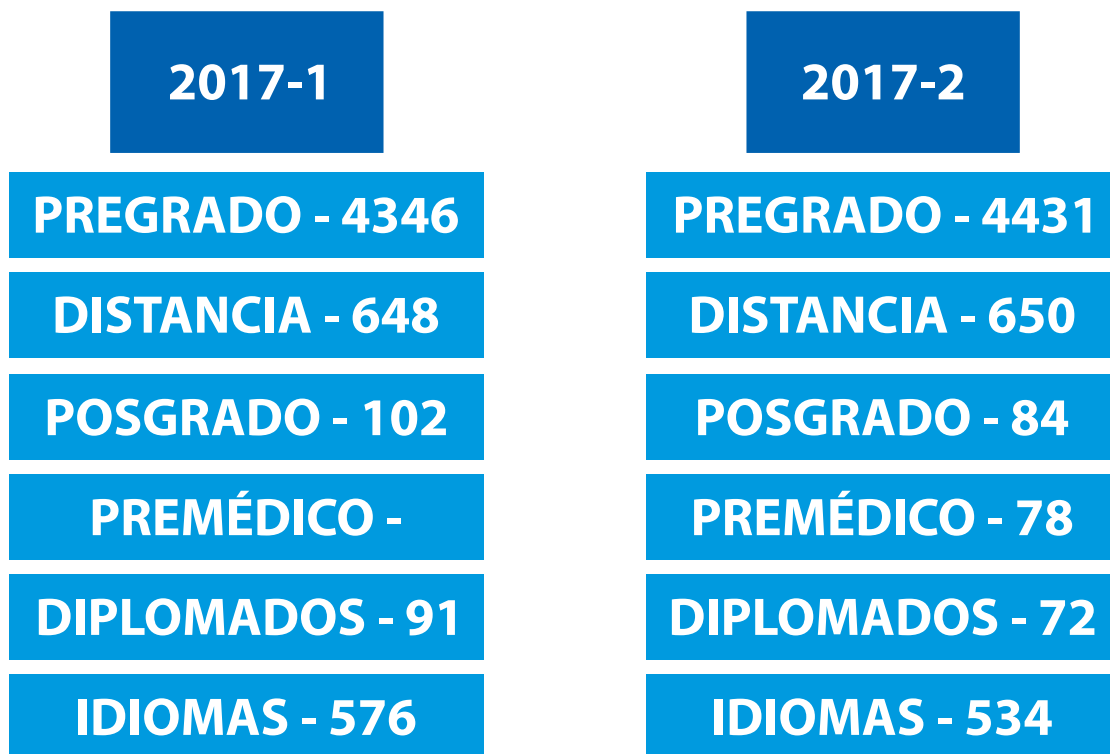 2017-1
PREGRADO - 4346
DISTANCIA - 648
POSGRADO - 102
PREMÉDICO -
DIPLOMADOS - 91
IDIOMAS - 576
2017-2
PREGRADO - 4431
DISTANCIA - 650
POSGRADO - 84
PREMÉDICO - 78
DIPLOMADOS - 72
IDIOMAS - 534